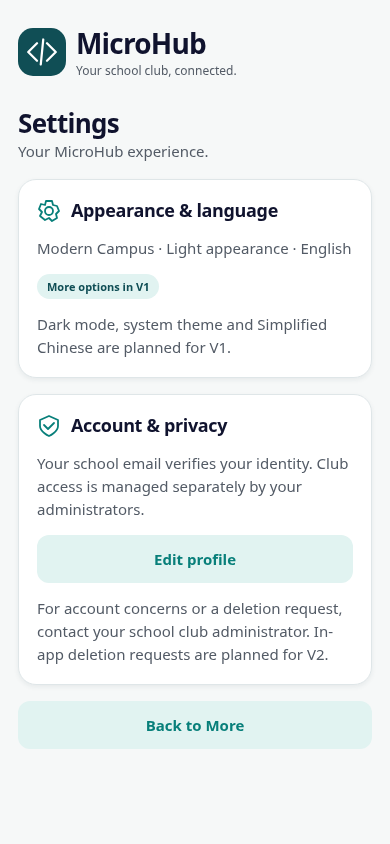 MicroHub
Your school club, connected.
Settings
Your MicroHub experience.
Appearance & language
Modern Campus · Light appearance · English
More options in V1
Dark mode, system theme and Simplified
Chinese are planned for V1.
Account & privacy
Your school email verifies your identity. Club
access is managed separately by your
administrators.
Edit profile
For account concerns or a deletion request,
contact your school club administrator. In-
app deletion requests are planned for V2.
Back to More